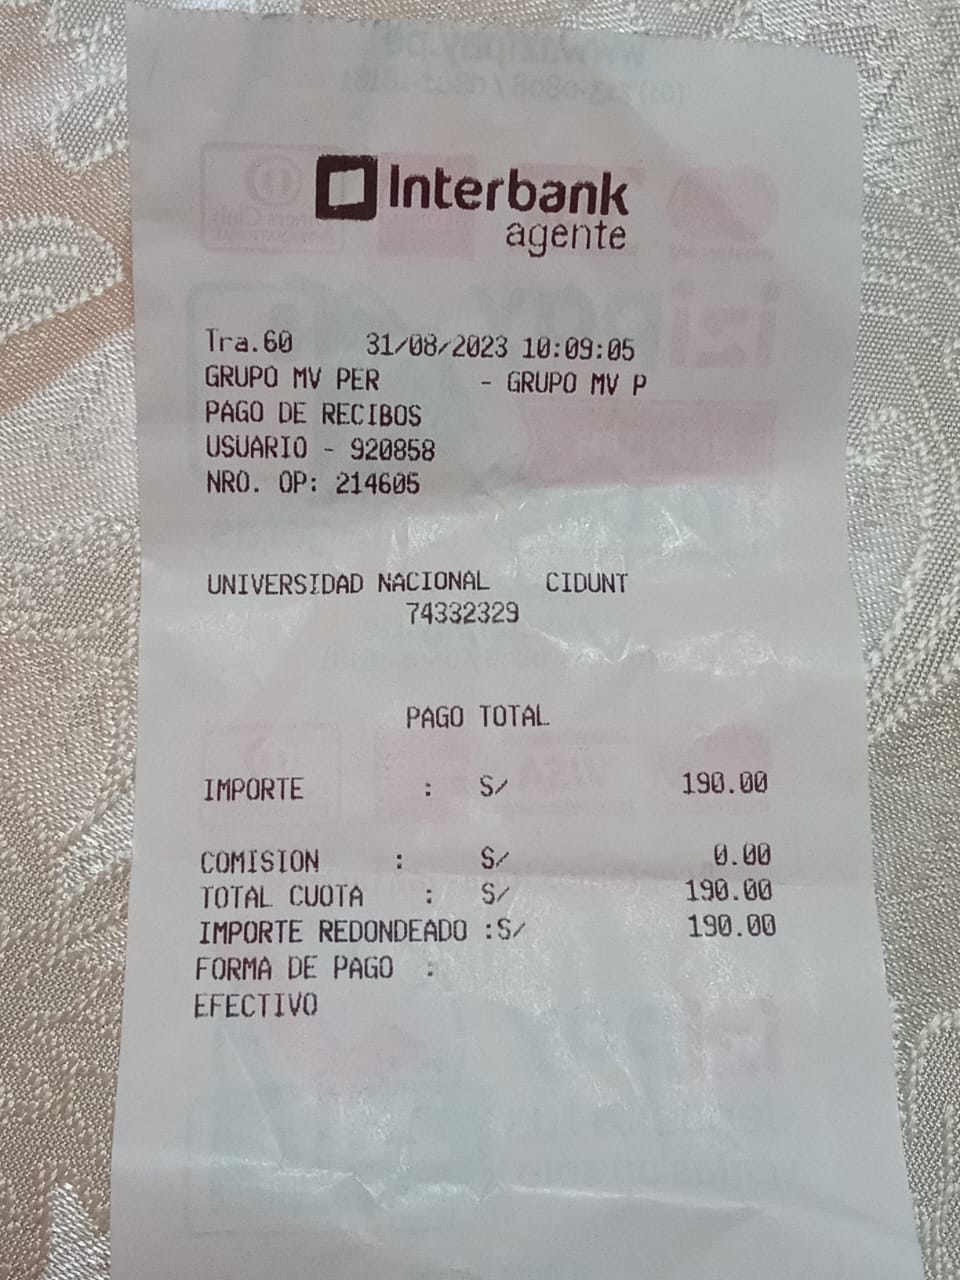 Interbank
agente
Tra.60 31/08/2023 10:09:05
GRUPO MV PER - GRUPO MV P
PAGO DE RECIBOS
USUARIO - 920858
NRO. OP: 214605
UNIVERSIDAD NACIONAL CIDUNT
74332329
PAGO TOTAL
IMPORTE : S/ 190.00
COMISION : S/ 0.00
TOTAL CUOTA : S/ 190.00
IMPORTE REDONDEADO :S/ 190.00
FORMA DE PAGO :
EFECTIVO